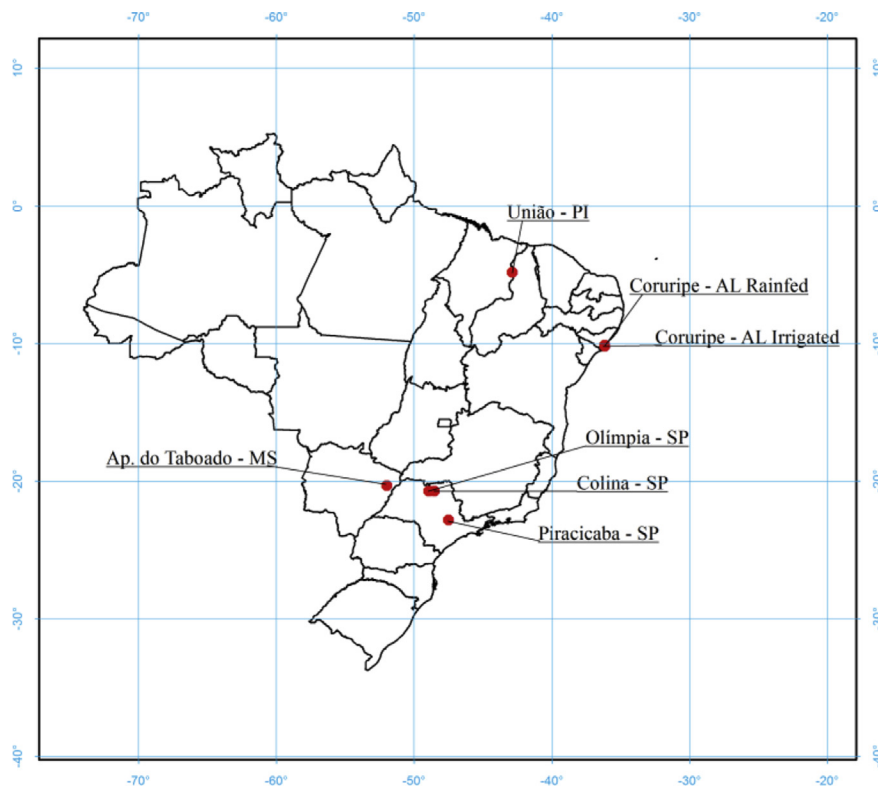 -70° -60° -50° -40° -30° -20°
10° 10°
0° 0°
União - PI
Coruripe - AL Rainfed
Coruripe - AL Irrigated
-10° -10°
Olímpia - SP
Ap. do Taboado - MS
-20° -20°
Colina - SP
Piracicaba - SP
-30° -30°
-40° -40°
-70° -60° -50° -40° -30° -20°